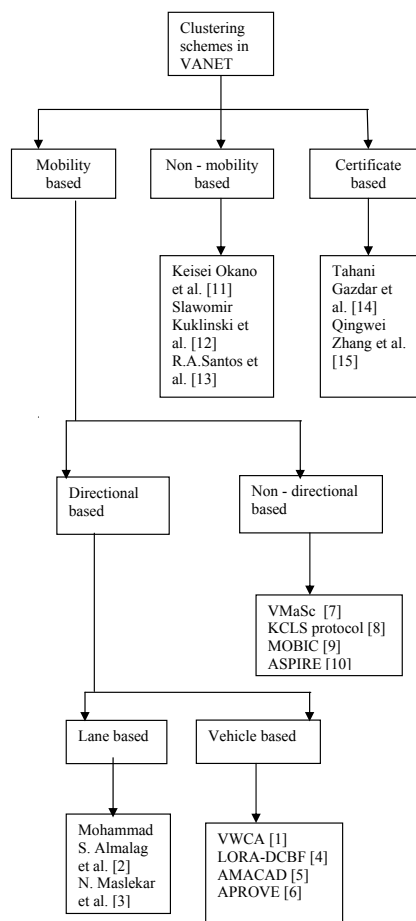 Clustering
schemes in
VANET
Mobility
based
Non - mobility
based
Certificate
based
Keisei Okano
et al. [11]
Slawomir
Kuklinski et
al. [12]
R.A.Santos et
al. [13]
Tahani
Gazdar et
al. [14]
Qingwei
Zhang et al.
[15]
Directional
based
Non - directional
based
VMaSc [7]
KCLS protocol [8]
MOBIC [9]
ASPIRE [10]
Lane based
Vehicle based
Mohammad
S. Almalag
et al. [2]
N. Maslekar
et al. [3]
VWCA [1]
LORA-DCBF [4]
AMACAD [5]
APROVE [6]